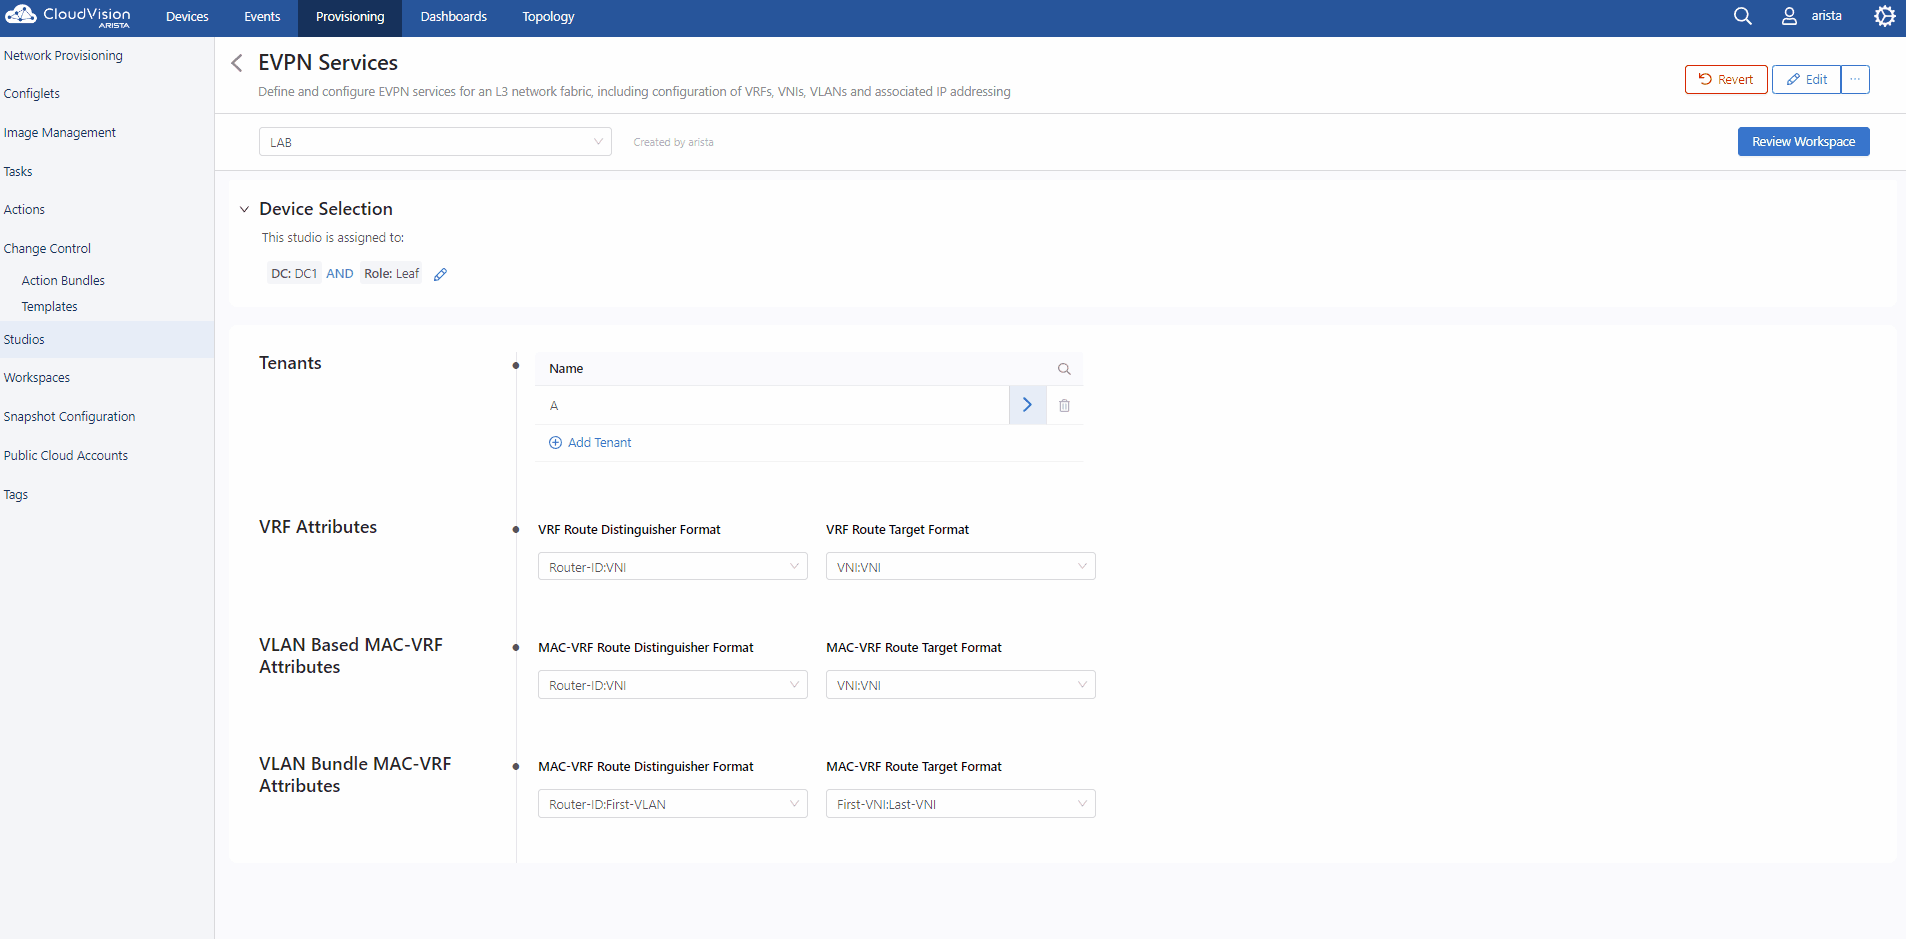 CloudVision
ARISTA
Devices
Events
Provisioning
Dashboards
Topology
arista
Network Provisioning
Configlets
Image Management
Tasks
Actions
Change Control
Action Bundles
Templates
Studios
Workspaces
Snapshot Configuration
Public Cloud Accounts
Tags
EVPN Services
Define and configure EVPN services for an L3 network fabric, including configuration of VRFs, VNIs, VLANs and associated IP addressing
Revert
Edit
...
LAB
Created by arista
Review Workspace
Device Selection
This studio is assigned to:
DC: DC1 AND Role: Leaf
Tenants
Name
A
Add Tenant
VRF Attributes
VRF Route Distinguisher Format
VRF Route Target Format
Router-ID:VNI
VNI:VNI
VLAN Based MAC-VRF
Attributes
MAC-VRF Route Distinguisher Format
MAC-VRF Route Target Format
Router-ID:VNI
VNI:VNI
VLAN Bundle MAC-VRF
Attributes
MAC-VRF Route Distinguisher Format
MAC-VRF Route Target Format
Router-ID:First-VLAN
First-VNI:Last-VNI